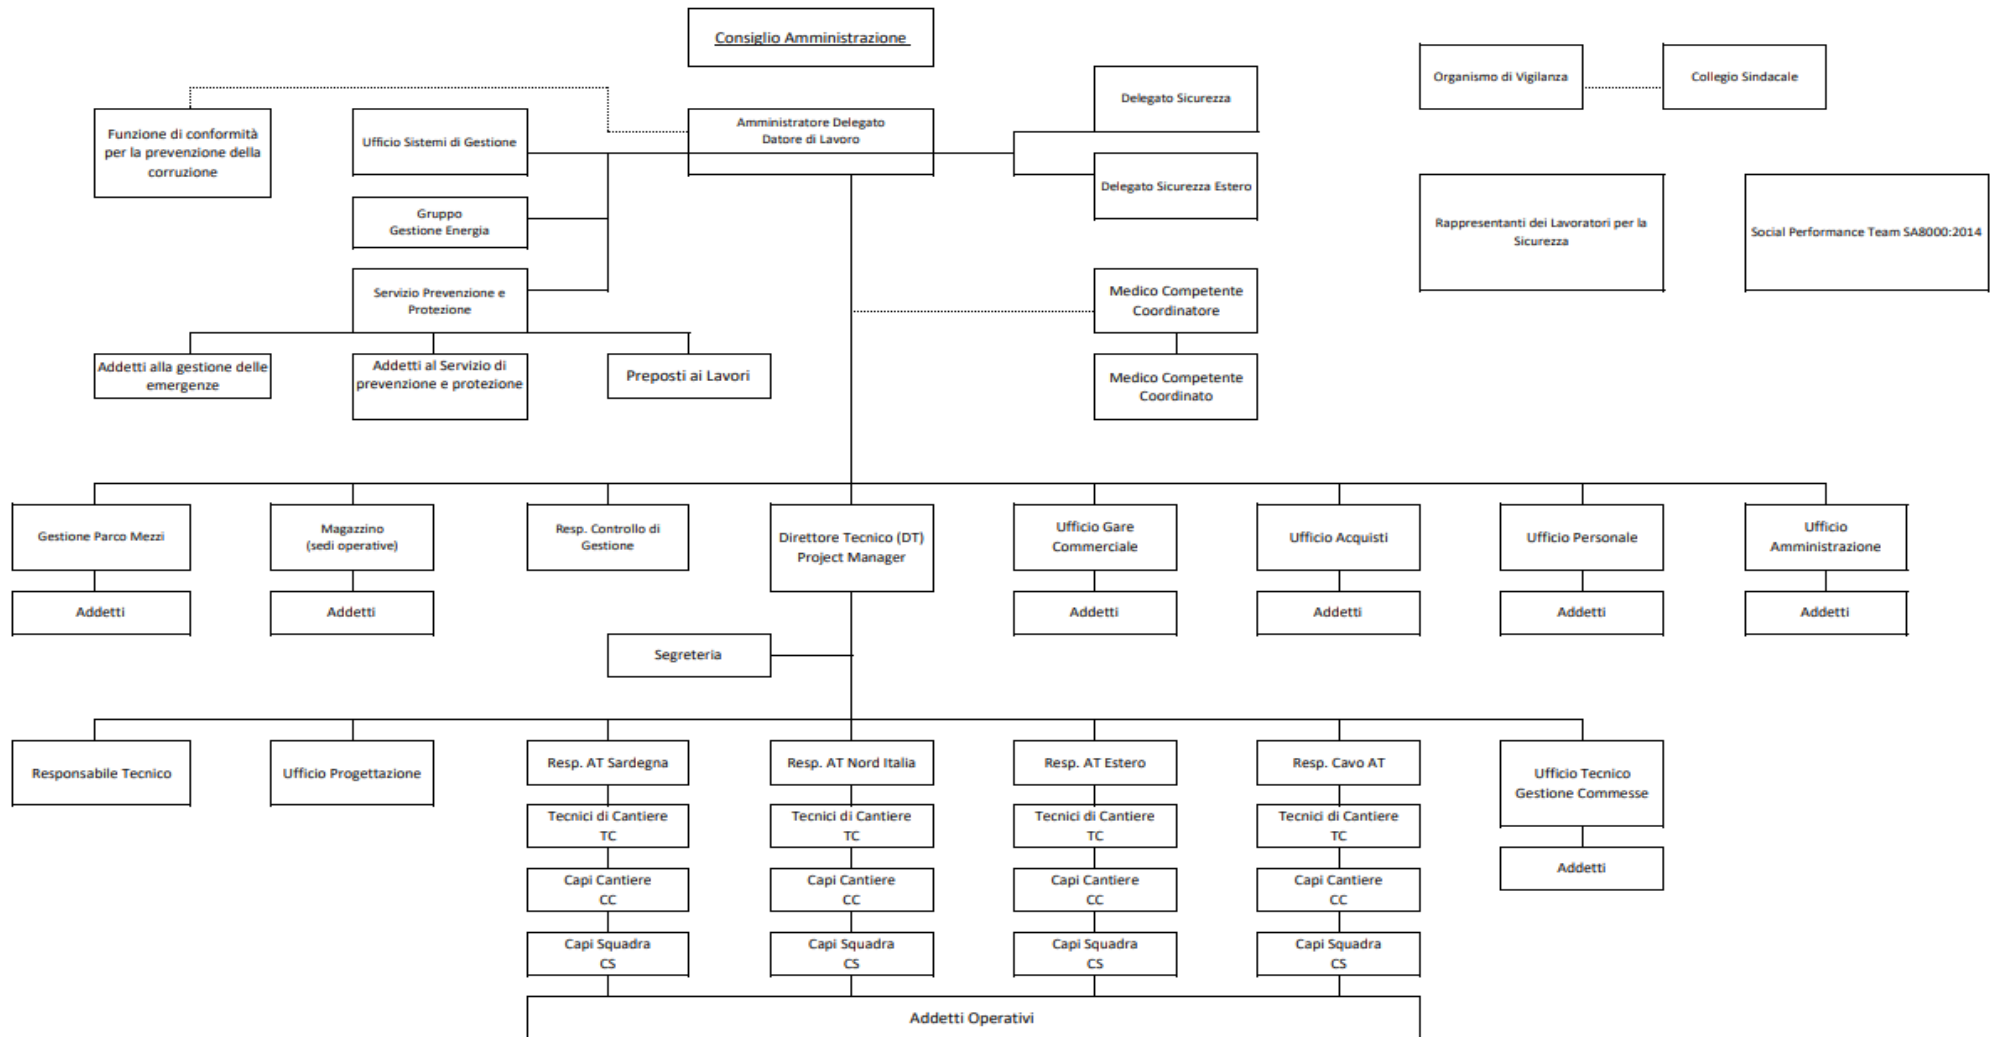 Consiglio Amministrazione
Organismo di Vigilanza
Collegio Sindacale
Delegato Sicurezza
Funzione di conformità
per la prevenzione della
corruzione
Ufficio Sistemi di Gestione
Amministratore Delegato
Datore di Lavoro
Delegato Sicurezza Estero
Gruppo
Gestione Energia
Rappresentanti dei Lavoratori per la
Sicurezza
Social Performance Team SA8000:2014
Servizio Prevenzione e
Protezione
Medico Competente
Coordinatore
Addetti alla gestione delle
emergenze
Addetti al Servizio di
prevenzione e protezione
Preposti ai Lavori
Medico Competente
Coordinato
Gestione Parco Mezzi
Magazzino
(sedi operative)
Resp. Controllo di
Gestione
Direttore Tecnico (DT)
Project Manager
Ufficio Gare
Commerciale
Ufficio Acquisti
Ufficio Personale
Ufficio
Amministrazione
Addetti
Addetti
Addetti
Addetti
Addetti
Addetti
Segreteria
Responsabile Tecnico
Ufficio Progettazione
Resp. AT Sardegna
Resp. AT Nord Italia
Resp. AT Estero
Resp. Cavo AT
Ufficio Tecnico
Gestione Commesse
Tecnici di Cantiere
TC
Tecnici di Cantiere
TC
Tecnici di Cantiere
TC
Tecnici di Cantiere
TC
Addetti
Capi Cantiere
CC
Capi Cantiere
CC
Capi Cantiere
CC
Capi Cantiere
CC
Capi Squadra
CS
Capi Squadra
CS
Capi Squadra
CS
Capi Squadra
CS
Addetti Operativi